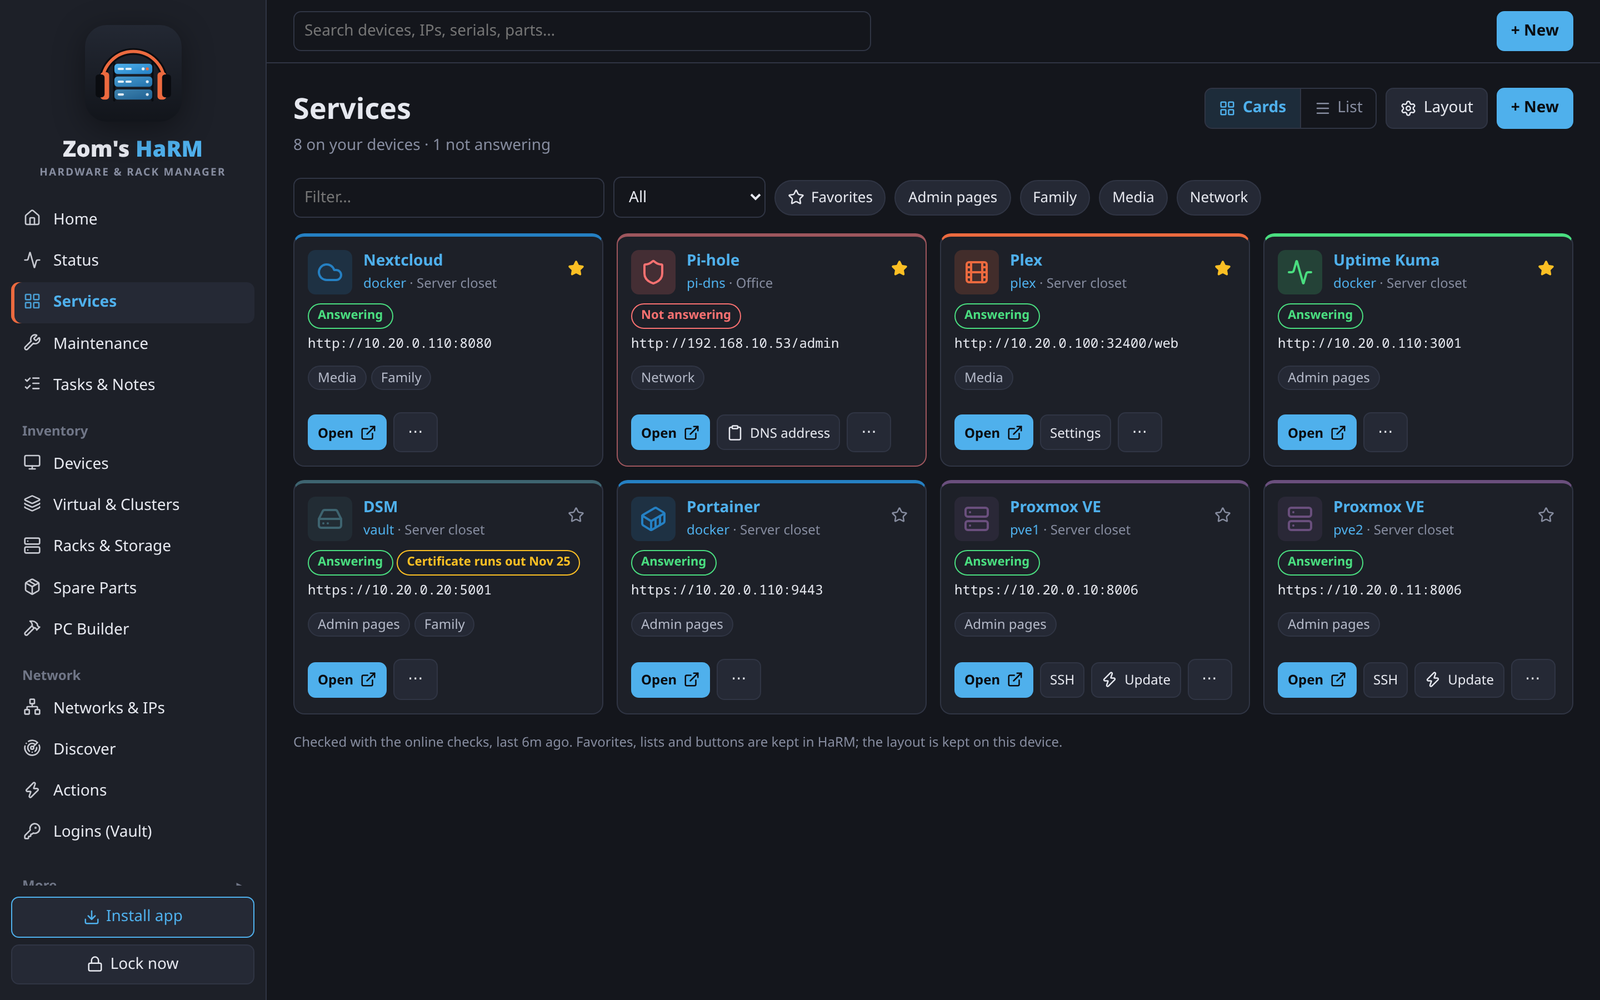 Zom's HaRM
HARDWARE & RACK MANAGER
Home
Status
Services
Maintenance
Tasks & Notes
Inventory
Devices
Virtual & Clusters
Racks & Storage
Spare Parts
PC Builder
Network
Networks & IPs
Discover
Actions
Logins (Vault)
More
Install app
Lock now
Search devices, IPs, serials, parts...
+ New
Services
8 on your devices · 1 not answering
Cards
List
Layout
+ New
Filter...
All
Favorites
Admin pages
Family
Media
Network
Nextcloud
docker · Server closet
Answering
http://10.20.0.110:8080
Media
Family
Open
...
Pi-hole
pi-dns · Office
Not answering
http://192.168.10.53/admin
Network
Open
DNS address
...
Plex
plex · Server closet
Answering
http://10.20.0.100:32400/web
Media
Open
Settings
...
Uptime Kuma
docker · Server closet
Answering
http://10.20.0.110:3001
Admin pages
Open
...
DSM
vault · Server closet
Answering
Certificate runs out Nov 25
https://10.20.0.20:5001
Admin pages
Family
Open
...
Portainer
docker · Server closet
Answering
https://10.20.0.110:9443
Admin pages
Open
...
Proxmox VE
pve1 · Server closet
Answering
https://10.20.0.10:8006
Admin pages
Open
SSH
Update
...
Proxmox VE
pve2 · Server closet
Answering
https://10.20.0.11:8006
Admin pages
Open
SSH
Update
...
Checked with the online checks, last 6m ago. Favorites, lists and buttons are kept in HaRM; the layout is kept on this device.